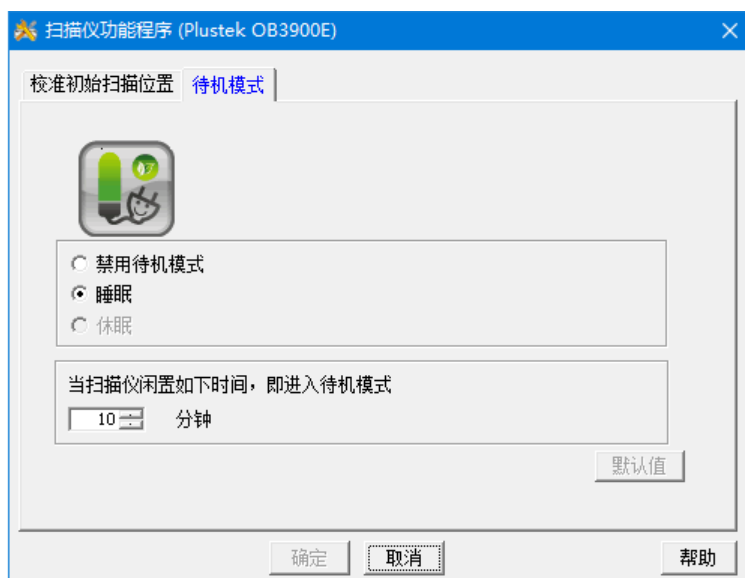 扫描仪功能程序 (Plustek OB3900E)
校准初始扫描位置 待机模式
禁用待机模式
睡眠
休眠
当扫描仪闲置如下时间，即进入待机模式
10 分钟
默认值
确定 取消 帮助